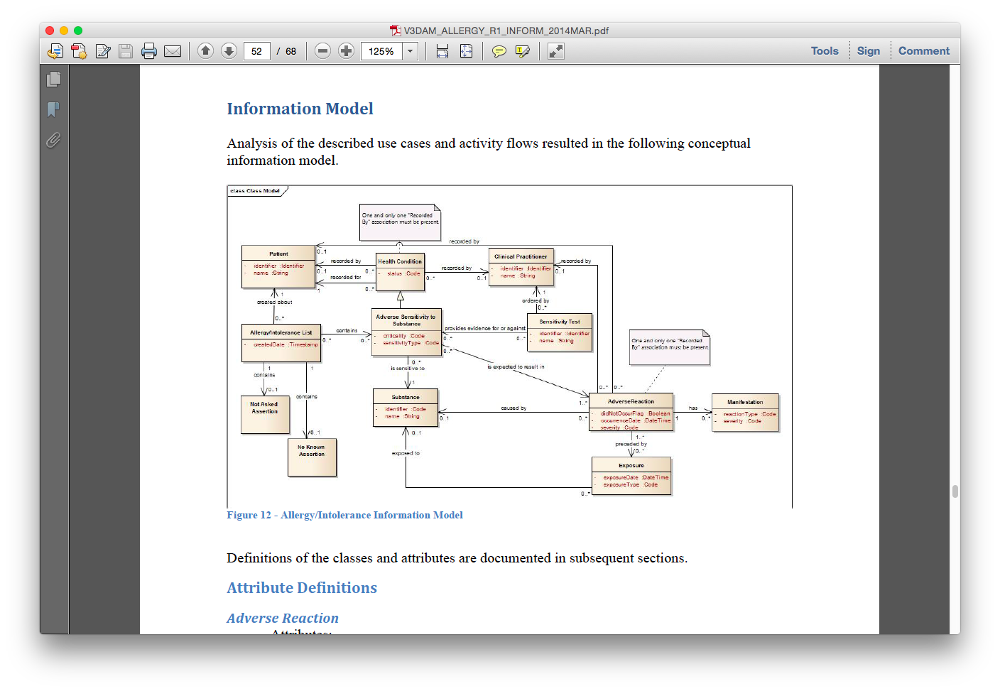 V3DAM_ALLERGY_R1_INFORM_2014MAR.pdf
52 / 68
125%
Tools
Sign
Comment
Information Model
Analysis of the described use cases and activity flows resulted in the following conceptual
information model.
class Class Model
One and only one "Recorded
By" association must be present.
recorded by
Patient
- identifier :Identifier
- name :String
0..1
recorded by
0..1
0..*
recorded for
1
0..*
Health Condition
- status :Code
recorded by
0..*
0..1
Clinical Practitioner
- identifier :Identifier
- name :String
recorded by
0..1
1
created about
0..*
1
ordered by
0..*
Allergy/Intolerance List
- createdDate :Timestamp
contains
0..*
0..*
Adverse Sensitivity to
Substance
- criticality :Code
- sensitivityType :Code
provides evidence for or against
0..*
0..*
Sensitivity Test
- identifier :Identifier
- name :String
One and only one "Recorded
By" association must be present.
0..*
is expected to result in
1..*
0..*
is sensitive to
1
1
contains
0..1
1
contains
0..1
Not Asked
Assertion
No Known
Assertion
Substance
- identifier :Code
- name :String
0..1
caused by
0..*
0..*
0..*
AdverseReaction
- didNotOccurFlag :Boolean
- occurrenceDate :DateTime
- severity :Code
has
1
0..*
Manifestation
- reactionType :Code
- severity :Code
1..*
preceded by
0..*
0..1
exposed to
0..*
Exposure
- exposureDate :DateTime
- exposureType :Code
Figure 12 - Allergy/Intolerance Information Model
Definitions of the classes and attributes are documented in subsequent sections.
Attribute Definitions
Adverse Reaction
Attributes: